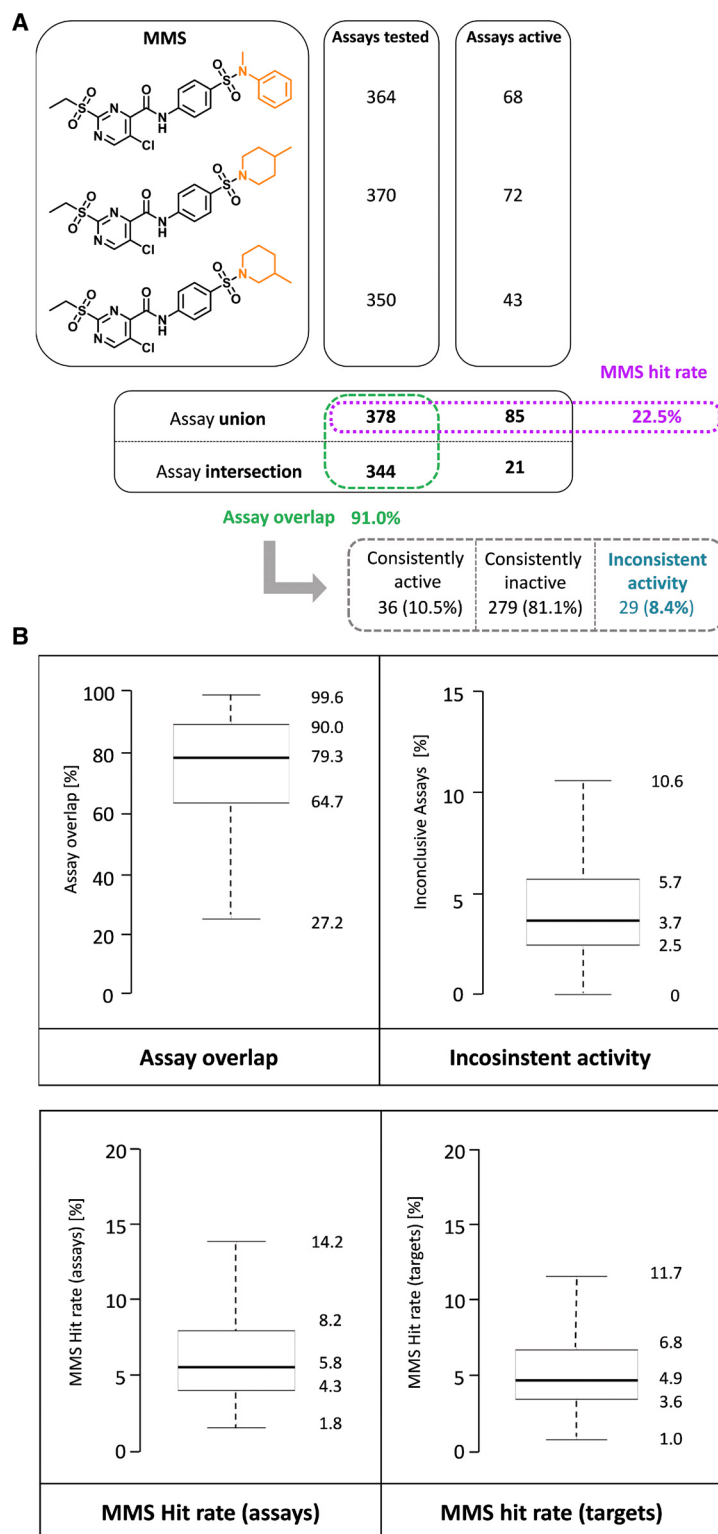 A
MMS
Assays tested
Assays active
N
S
O
O
O
S
O
O
N
N
N
H
Cl
364
68
N
S
O
O
O
S
O
O
N
N
N
H
Cl
370
72
N
S
O
O
O
S
O
O
N
N
N
H
Cl
350
43
MMS hit rate
Assay union 378 85 22.5%
Assay intersection 344 21
Assay overlap 91.0%
Consistently active 36 (10.5%)
Consistently inactive 279 (81.1%)
Inconsistent activity 29 (8.4%)
B
Assay overlap [%]
100
80
60
40
20
0
99.6
90.0
79.3
64.7
27.2
Assay overlap
Inconclusive Assays [%]
15
10
5
0
10.6
5.7
3.7
2.5
0
Incosinstent activity
MMS Hit rate (assays) [%]
20
15
10
5
0
14.2
8.2
5.8
4.3
1.8
MMS Hit rate (assays)
MMS Hit rate (targets) [%]
20
15
10
5
0
11.7
6.8
4.9
3.6
1.0
MMS hit rate (targets)